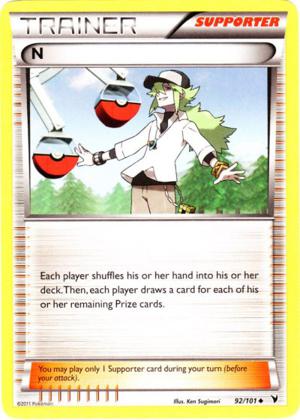 TRAINER SUPPORTER
N
Each player shuffles his or her hand into his or her
deck.Then, each player draws a card for each of his
or her remaining Prize cards.
You may play only 1 Supporter card during your turn (before
your attack).
©2011 Pokémon Illus. Ken Sugimori 92/101